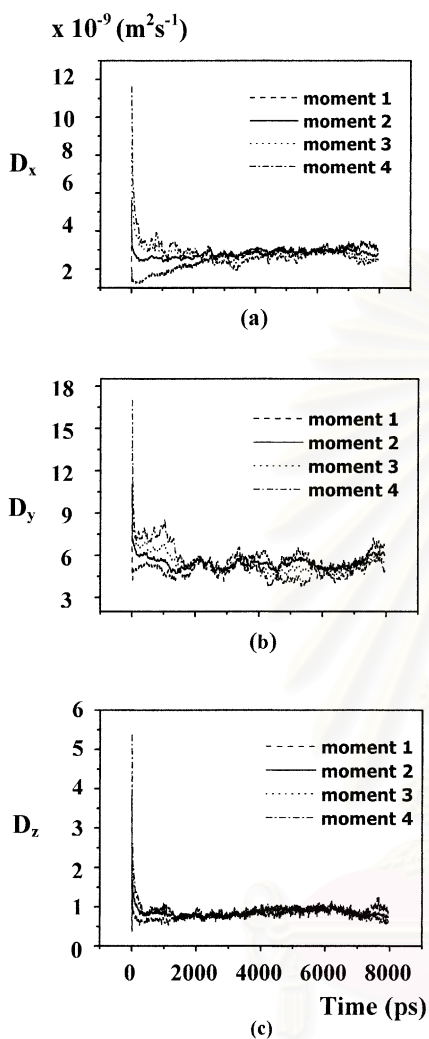 x 10⁻⁹ (m²s⁻¹)
12
10
8
6
4
2
Dₓ
moment 1
moment 2
moment 3
moment 4
(a)
18
15
12
9
6
3
Dᵧ
moment 1
moment 2
moment 3
moment 4
(b)
6
5
4
3
2
1
0
D_z
moment 1
moment 2
moment 3
moment 4
0 2000 4000 6000 8000
Time (ps)
(c)